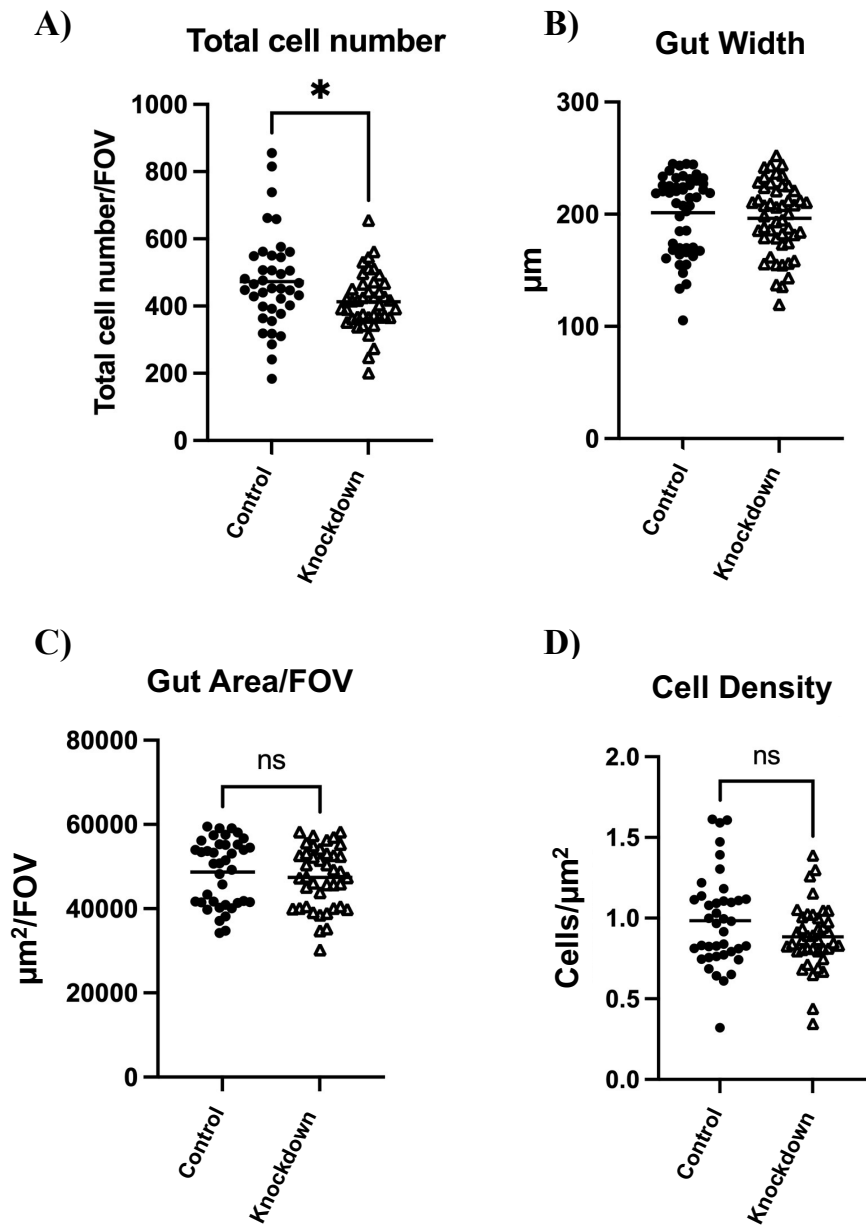 A)
Total cell number
*
Total cell number/FOV
1000
800
600
400
200
0
Control
Knockdown
B)
Gut Width
µm
300
200
100
0
Control
Knockdown
C)
Gut Area/FOV
ns
µm²/FOV
80000
60000
40000
20000
0
Control
Knockdown
D)
Cell Density
ns
Cells/µm²
2.0
1.5
1.0
0.5
0.0
Control
Knockdown